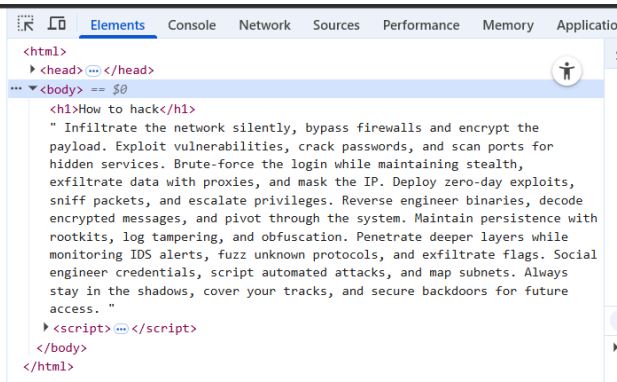 Elements Console Network Sources Performance Memory Applicatio
<html>
<head> ... </head>
... <body> == $0
<h1>How to hack</h1>
" Infiltrate the network silently, bypass firewalls and encrypt the
payload. Exploit vulnerabilities, crack passwords, and scan ports for
hidden services. Brute-force the login while maintaining stealth,
exfiltrate data with proxies, and mask the IP. Deploy zero-day exploits,
sniff packets, and escalate privileges. Reverse engineer binaries, decode
encrypted messages, and pivot through the system. Maintain persistence with
rootkits, log tampering, and obfuscation. Penetrate deeper layers while
monitoring IDS alerts, fuzz unknown protocols, and exfiltrate flags. Social
engineer credentials, script automated attacks, and map subnets. Always
stay in the shadows, cover your tracks, and secure backdoors for future
access. "
<script> ... </script>
</body>
</html>